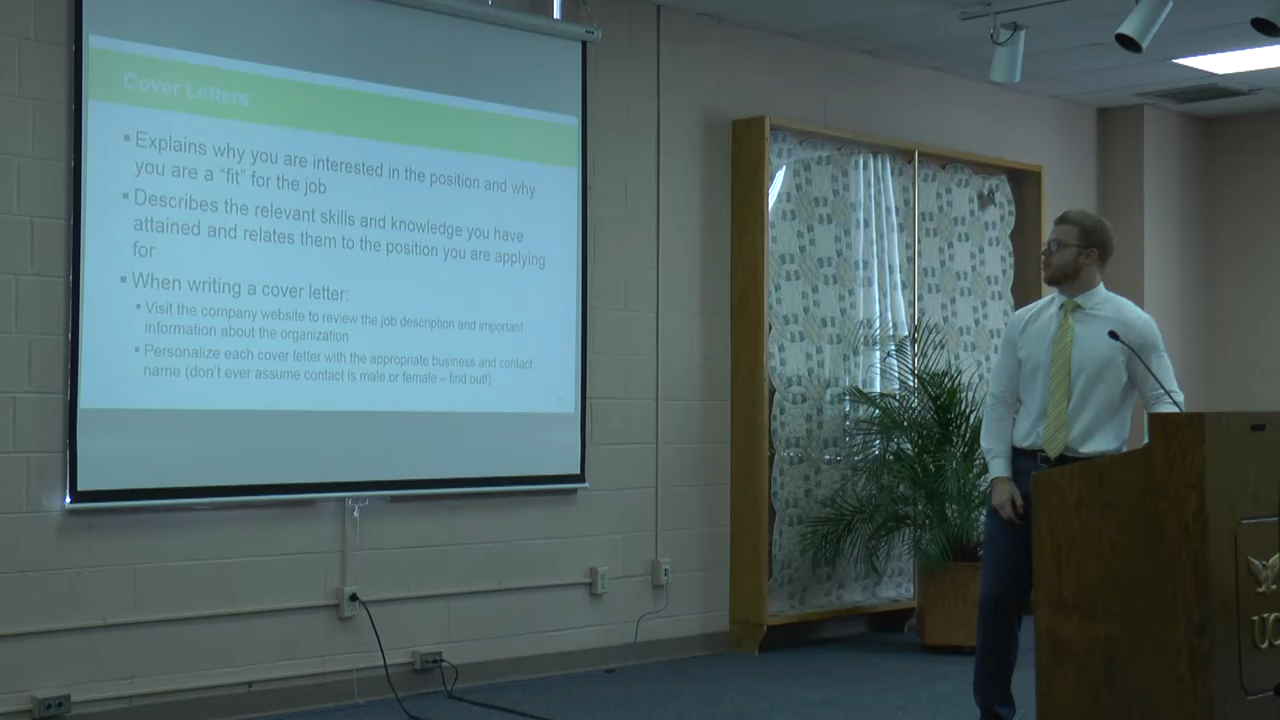 Cover Letters
Explains why you are interested in the position and why
you are a “fit” for the job
Describes the relevant skills and knowledge you have
attained and relates them to the position you are applying
for
When writing a cover letter:
Visit the company website to review the job description and important
information about the organization
Personalize each cover letter with the appropriate business and contact
name (don’t ever assume contact is male or female – find out!)